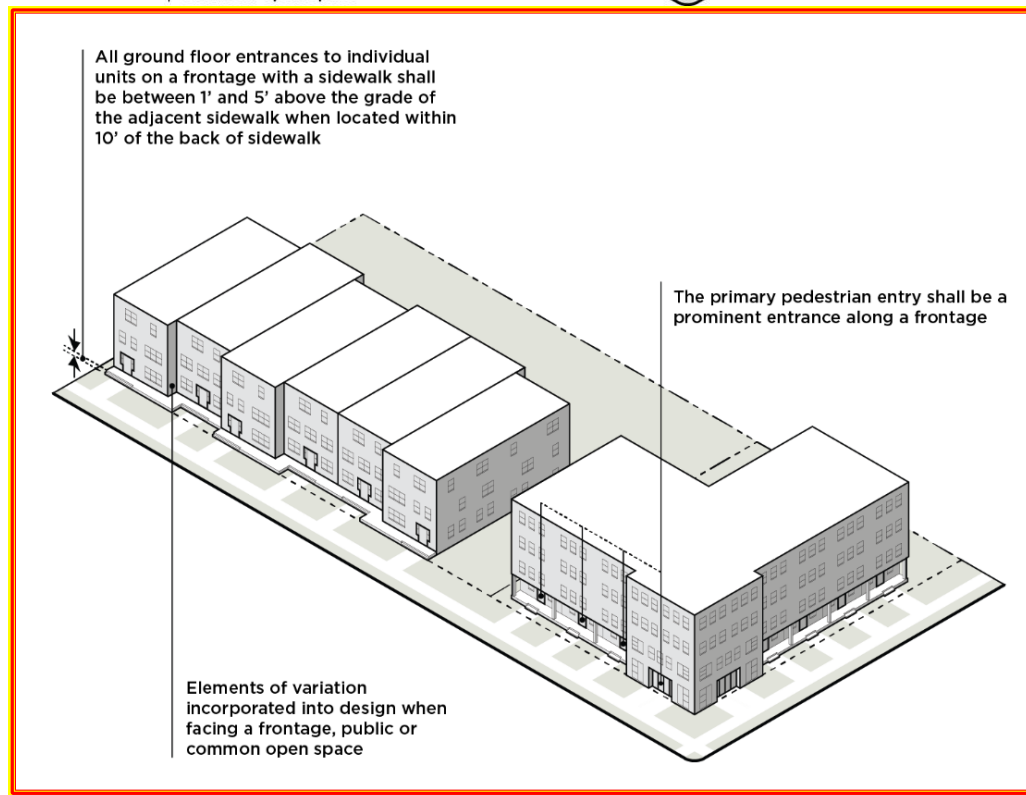 All ground floor entrances to individual
units on a frontage with a sidewalk shall
be between 1’ and 5’ above the grade of
the adjacent sidewalk when located within
10’ of the back of sidewalk
The primary pedestrian entry shall be a
prominent entrance along a frontage
Elements of variation
incorporated into design when
facing a frontage, public or
common open space